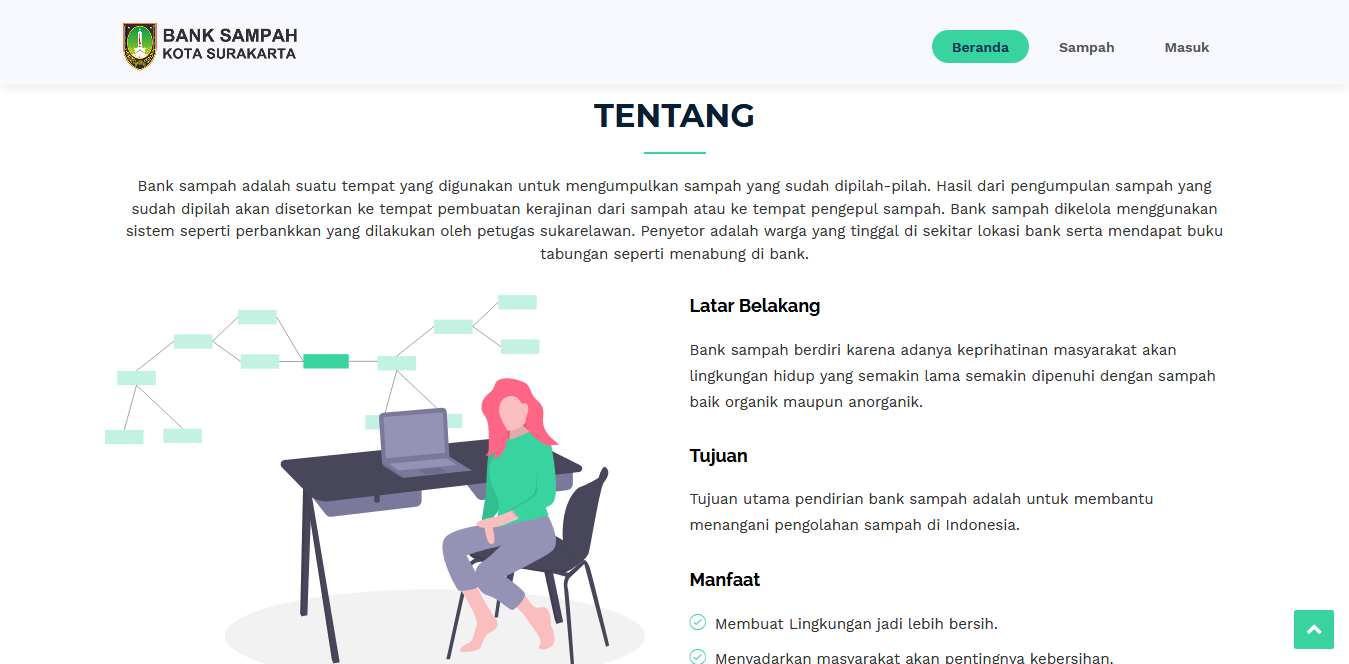 BANK SAMPAH
KOTA SURAKARTA
Beranda
Sampah
Masuk
TENTANG
Bank sampah adalah suatu tempat yang digunakan untuk mengumpulkan sampah yang sudah dipilah-pilah. Hasil dari pengumpulan sampah yang
sudah dipilah akan disetorkan ke tempat pembuatan kerajinan dari sampah atau ke tempat pengepul sampah. Bank sampah dikelola menggunakan
sistem seperti perbankkan yang dilakukan oleh petugas sukarelawan. Penyetor adalah warga yang tinggal di sekitar lokasi bank serta mendapat buku
tabungan seperti menabung di bank.
Latar Belakang
Bank sampah berdiri karena adanya keprihatinan masyarakat akan
lingkungan hidup yang semakin lama semakin dipenuhi dengan sampah
baik organik maupun anorganik.
Tujuan
Tujuan utama pendirian bank sampah adalah untuk membantu
menangani pengolahan sampah di Indonesia.
Manfaat
Membuat Lingkungan jadi lebih bersih.
Menyadarkan masyarakat akan pentingnya kebersihan.